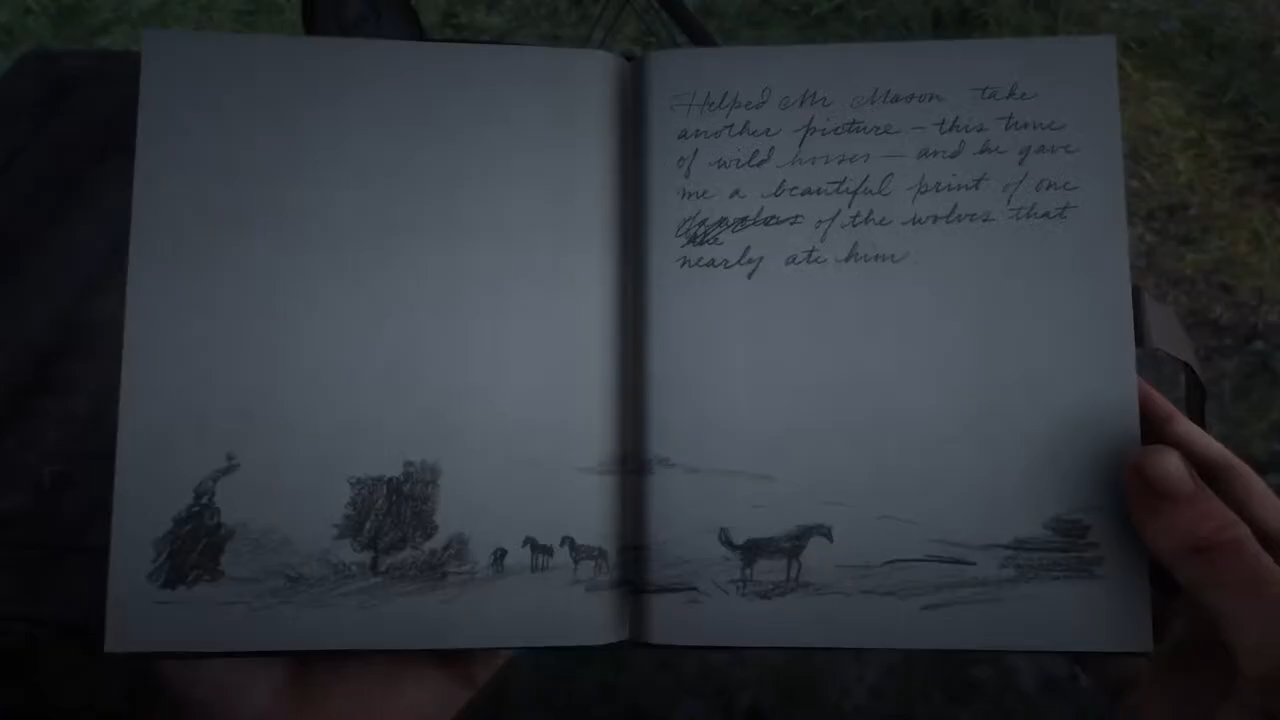 Helped Mr Mason take
another picture – this time
of wild horses – and he gave
me a beautiful print of one
of the wolves that
nearly ate him